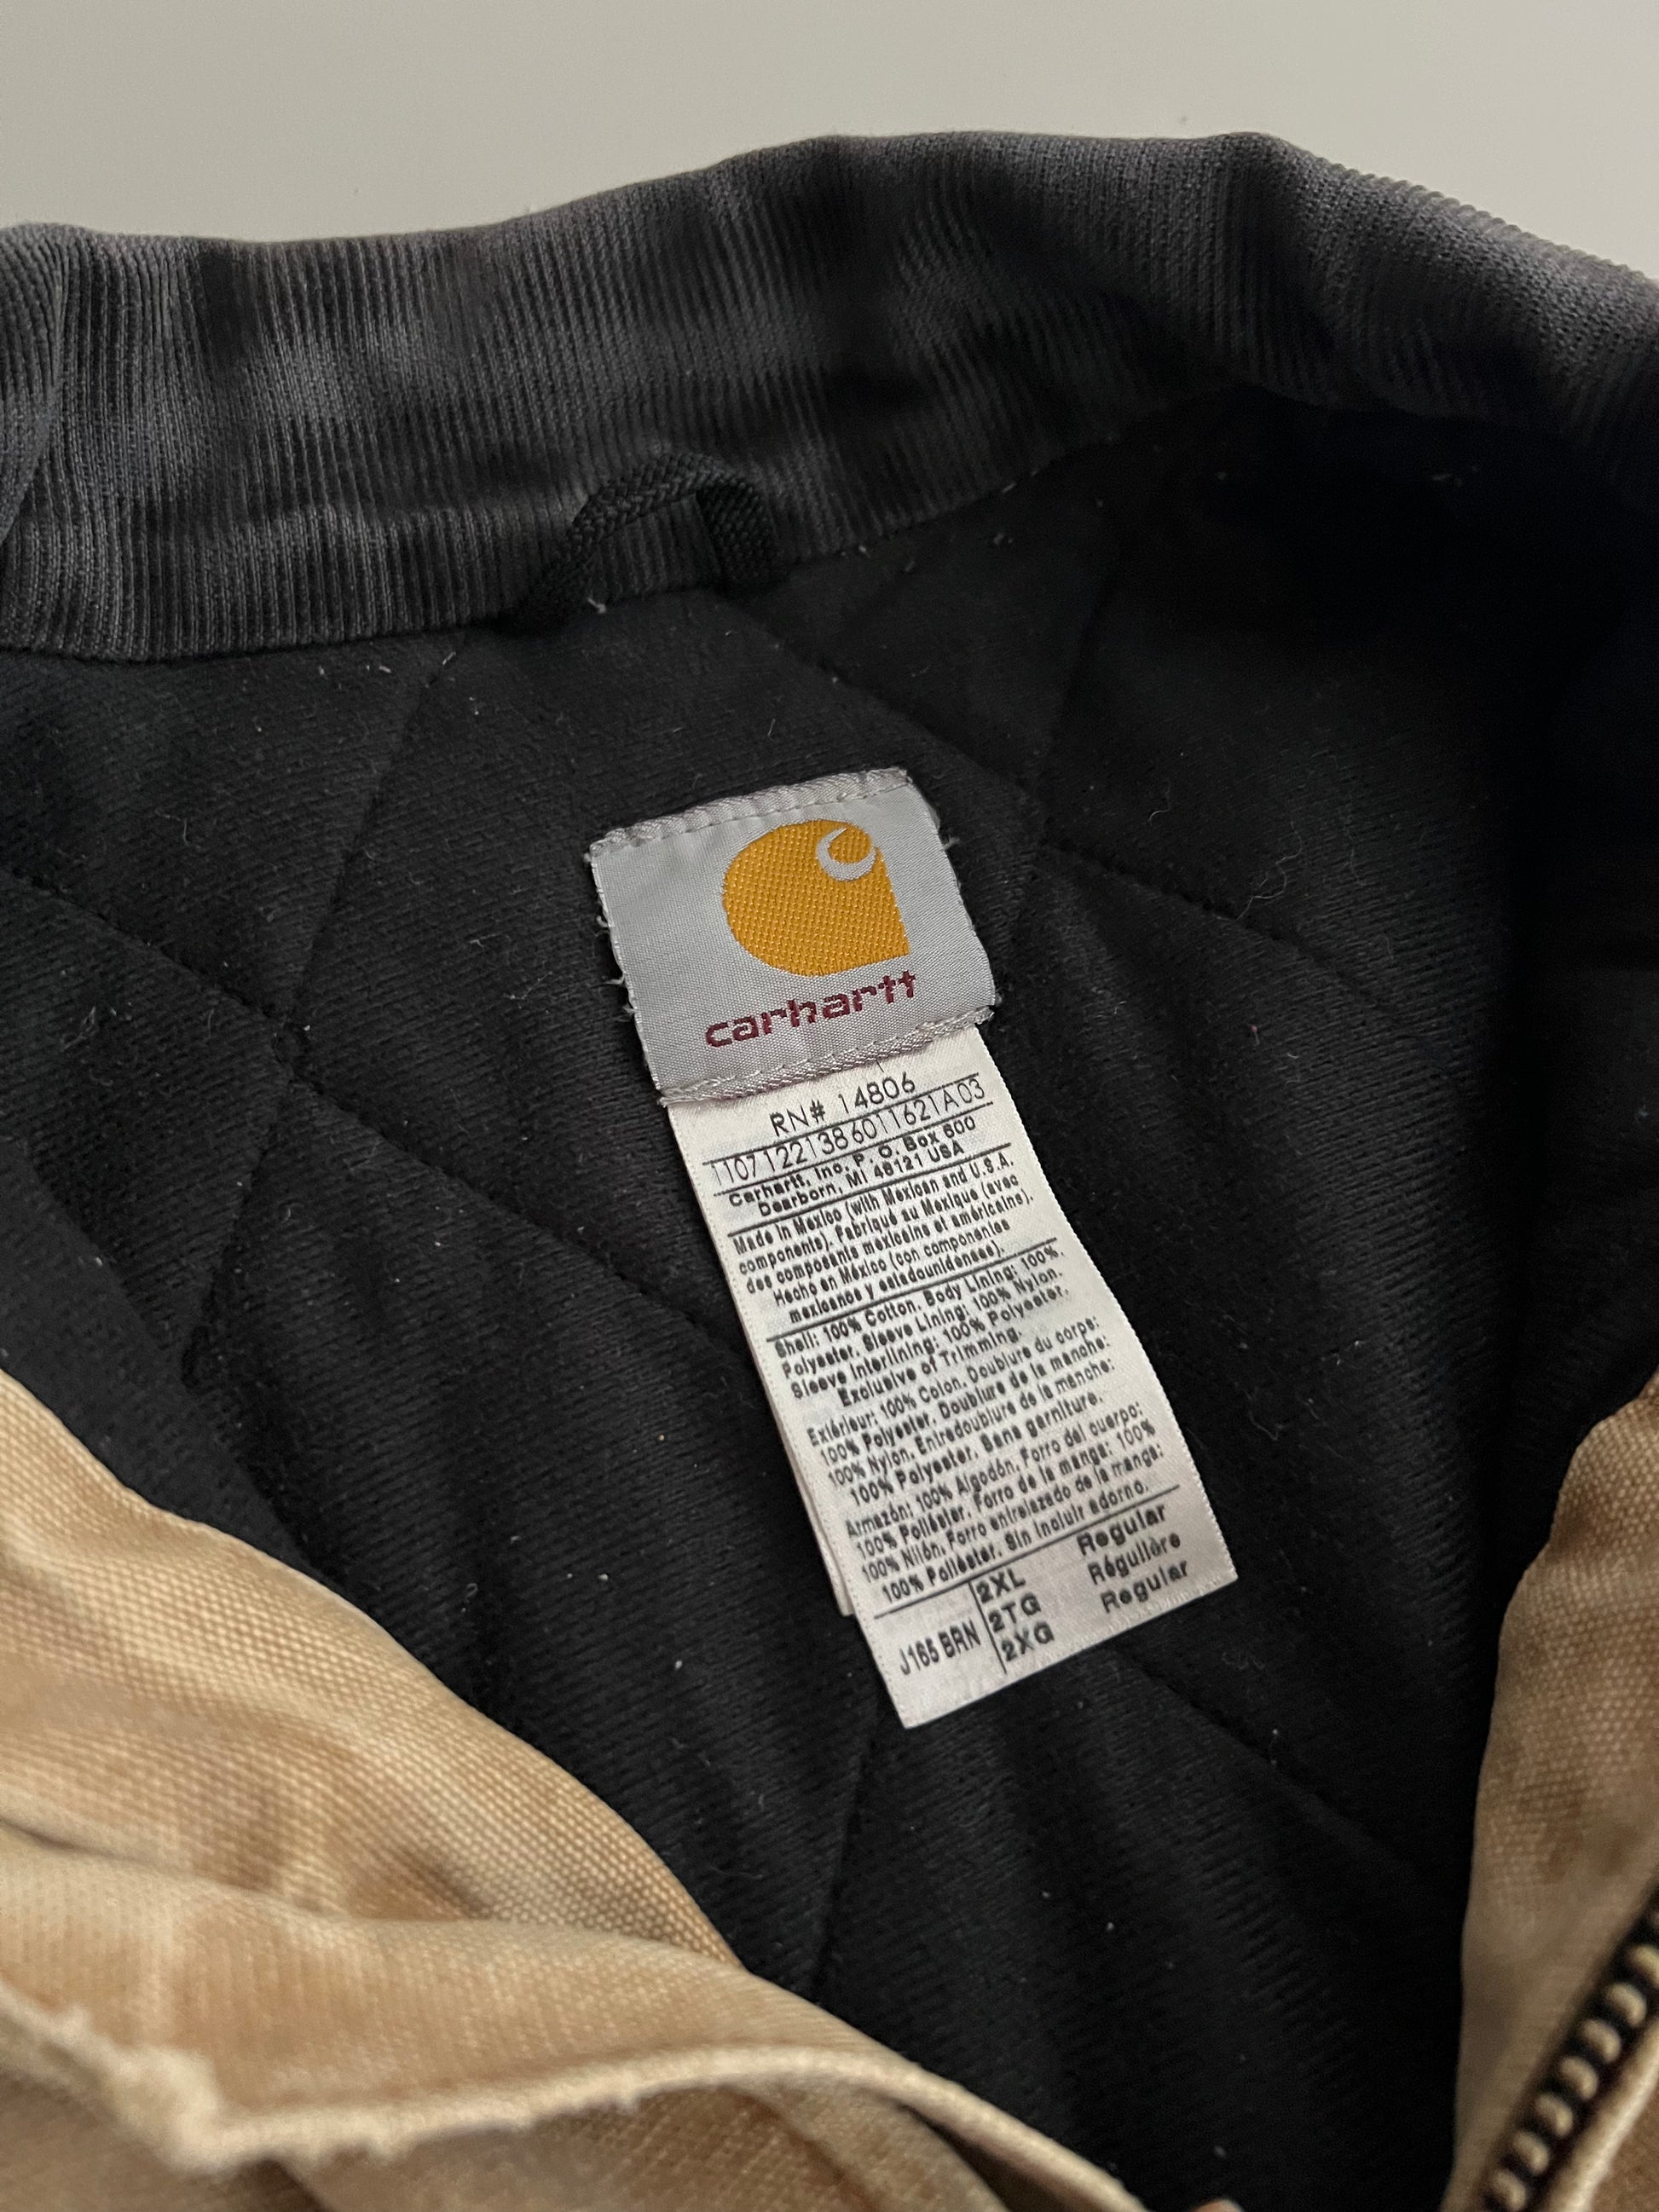 carhartt
RN# 14806
11071221386011621A03
Carhartt, Inc. P. O. Box 600
Dearborn, MI 48121 USA
Made in Mexico (with Mexican and U.S.A.
components). Fabriqué au Mexique (avec
des composants mexicains et américains).
Hecho en México (con componentes
mexicanos y estadounidenses).
Shell: 100% Cotton. Body Lining: 100%
Polyester. Sleeve Lining: 100% Nylon.
Sleeve Interlining: 100% Polyester.
Exclusive of Trimming.
Extérieur: 100% Coton. Doublure du corps:
100% Polyester. Doublure de la manche:
100% Nylon. Entredoublure de la manche:
100% Polyester. Sans garniture.
Armazón: 100% Algodón. Forro del cuerpo:
100% Poliéster. Forro de la manga: 100%
100% Nilón. Forro entrelazado de la manga:
100% Poliéster. Sin incluir adorno.
J165 BRN
2XL Regular
2TG Régulière
2XG Regular